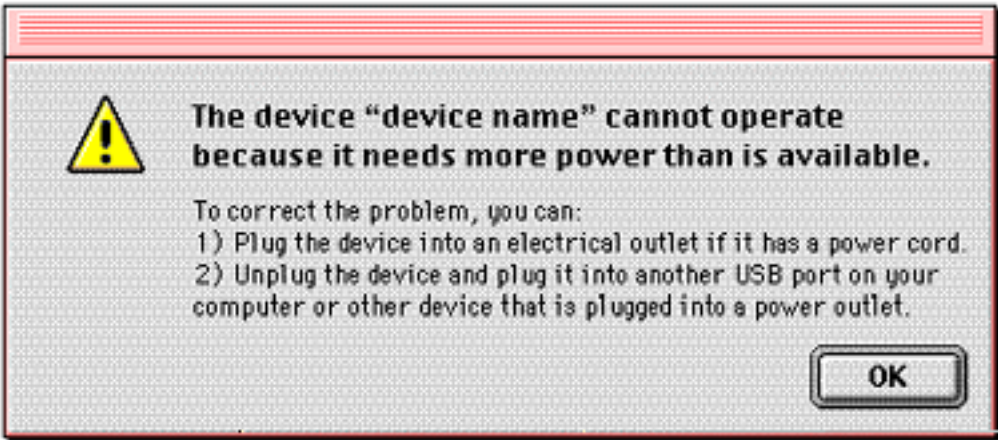 The device “device name” cannot operate
because it needs more power than is available.
To correct the problem, you can:
1) Plug the device into an electrical outlet if it has a power cord.
2) Unplug the device and plug it into another USB port on your
computer or other device that is plugged into a power outlet.
OK